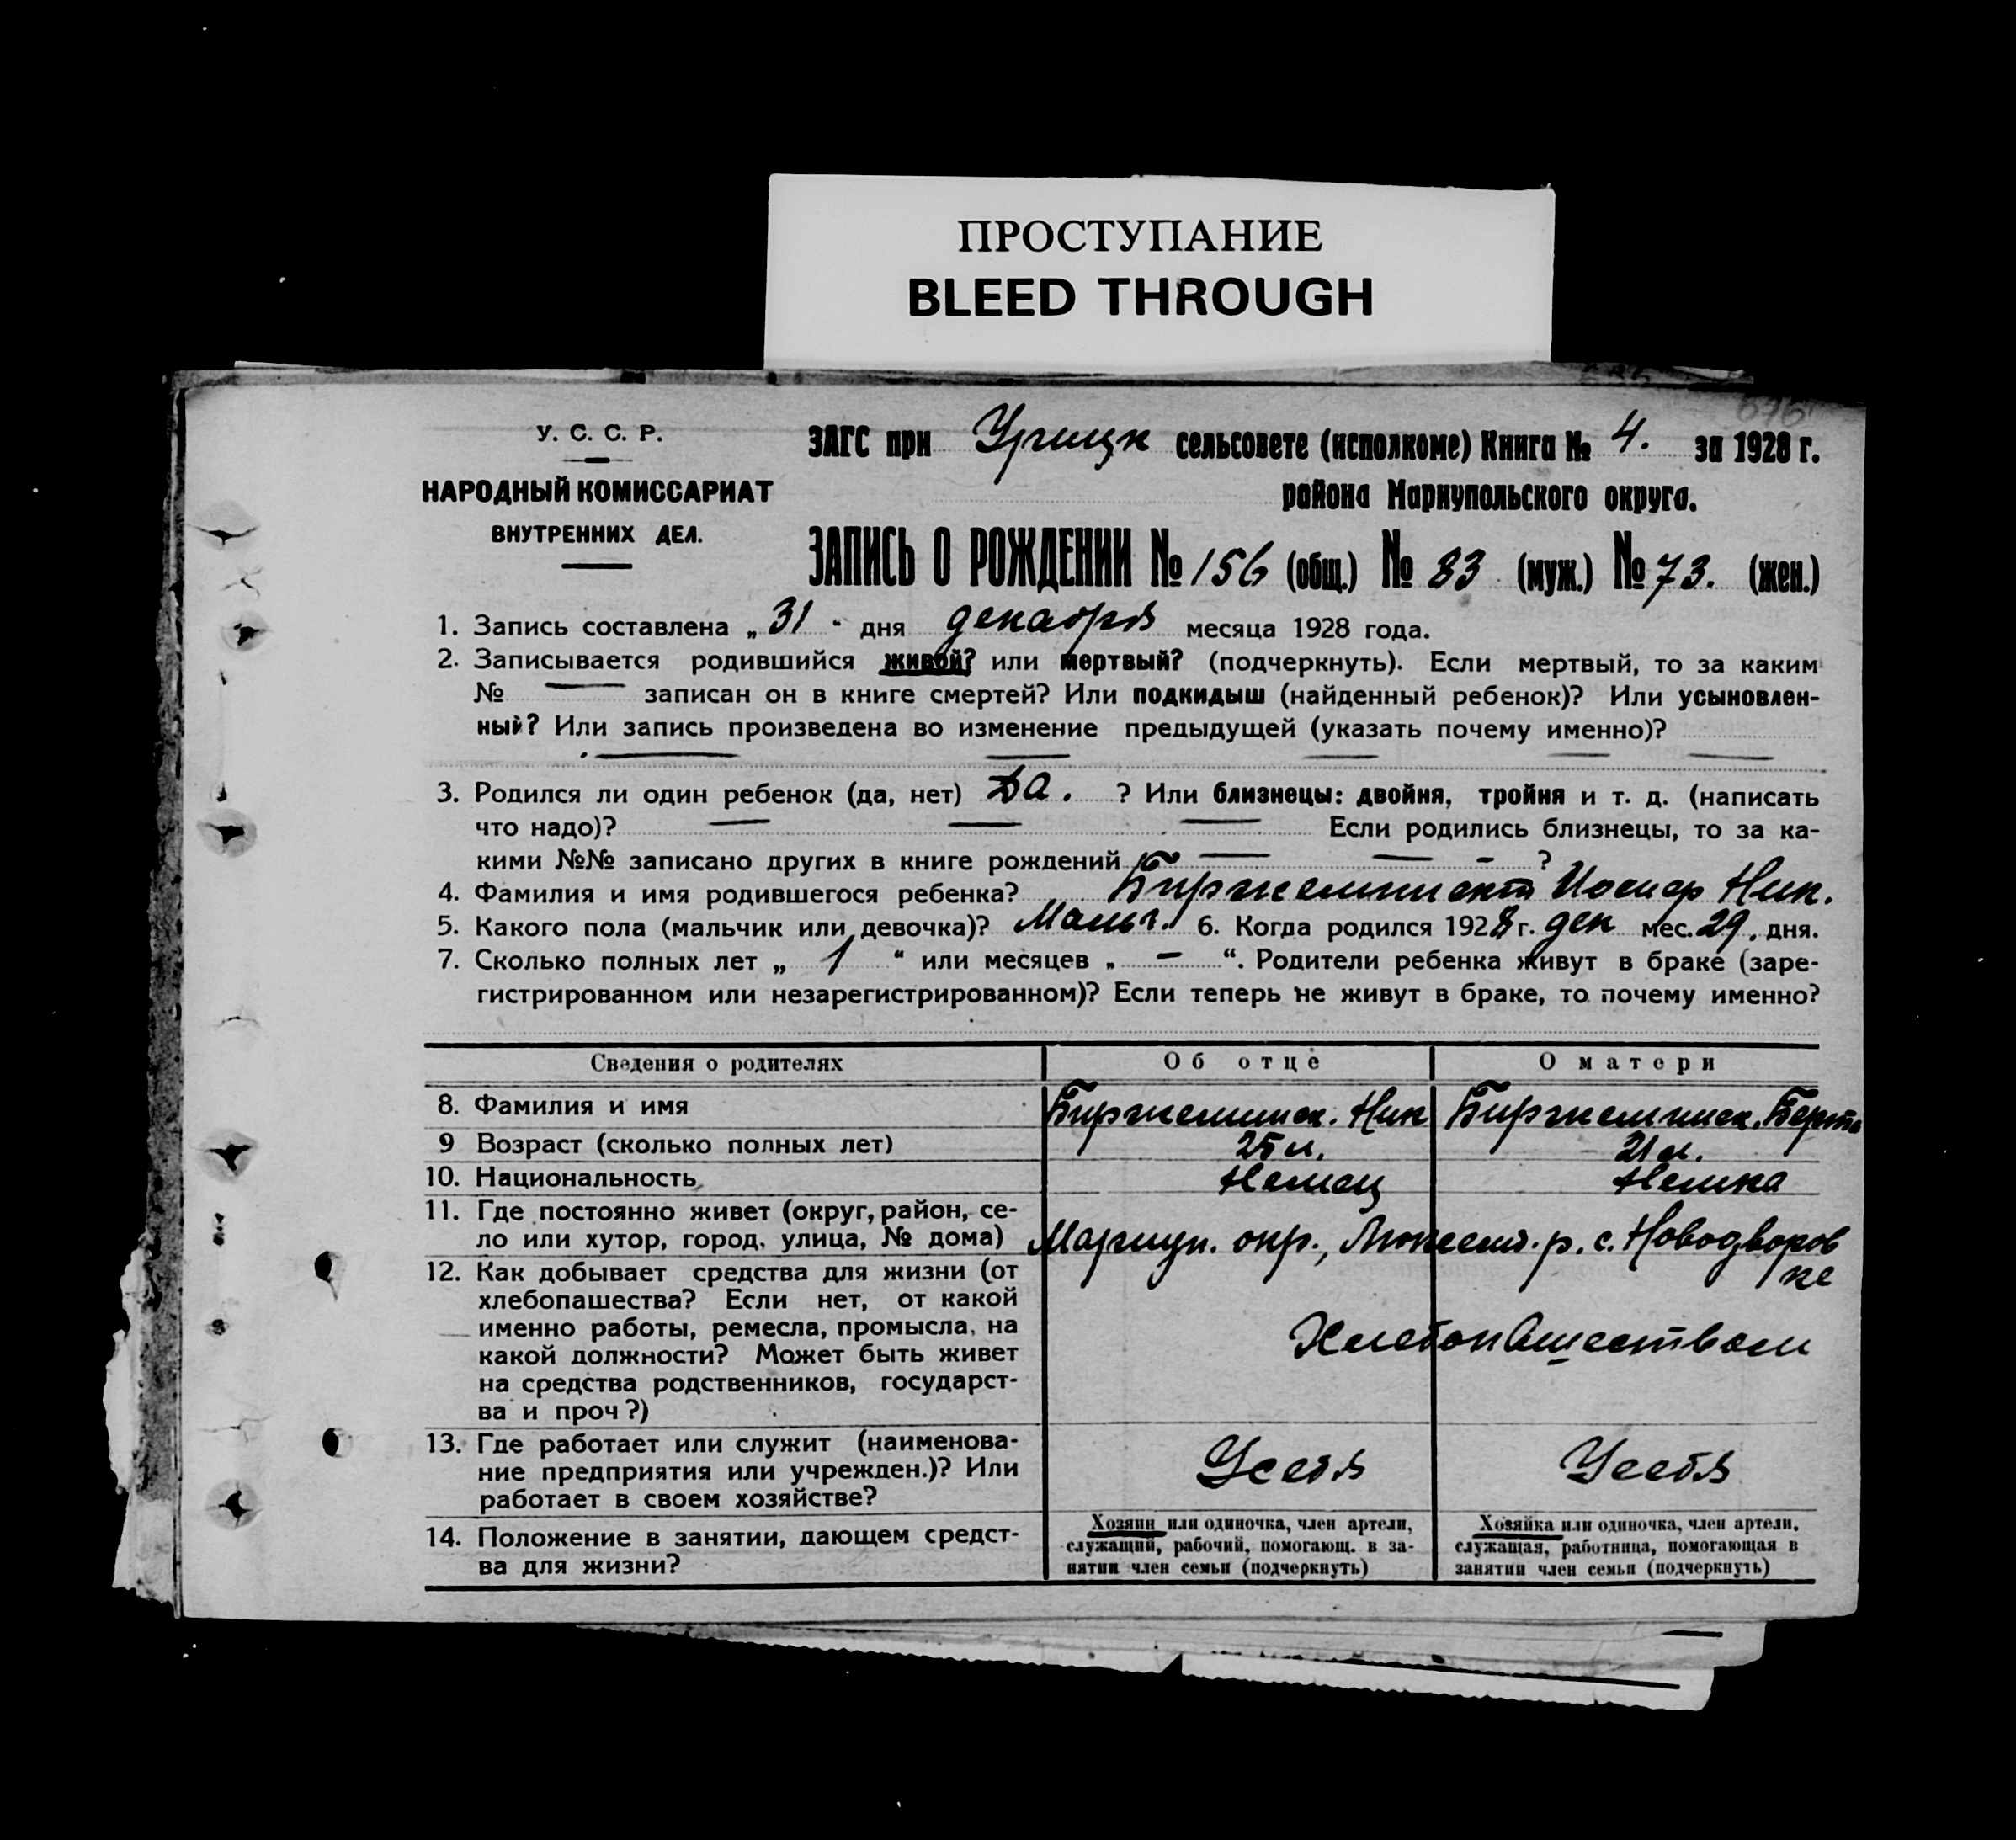 ПРОСТУПАНИЕ
BLEED THROUGH
У. С. С. Р.
НАРОДНЫЙ КОМИССАРИАТ
ВНУТРЕННИХ ДЕЛ.
ЗАГС при Урицк сельсовете (исполкоме) Книга № 4. за 1928 г.
района Мариупольского округа.
ЗАПИСЬ О РОЖДЕНИИ № 156 (общ.) № 83 (муж.) № 73. (жен.)
1. Запись составлена „ 31 " дня декабря месяца 1928 года.
2. Записывается родившийся живой? или мертвый? (подчеркнуть). Если мертвый, то за каким
№ — записан он в книге смертей? Или подкидыш (найденный ребенок)? Или усыновлен-
ный? Или запись произведена во изменение предыдущей (указать почему именно)?
— — — — —
3. Родился ли один ребенок (да, нет) Да. ? Или близнецы: двойня, тройня и т. д. (написать
что надо)? — — — Если родились близнецы, то за ка-
кими №№ записано других в книге рождений — — - ?
4. Фамилия и имя родившегося ребенка? Иосиф Ник.
5. Какого пола (мальчик или девочка)? Мальч. 6. Когда родился 1928 г. дек мес. 29. дня.
7. Сколько полных лет „ 1 " или месяцев „ - ". Родители ребенка живут в браке (заре-
гистрированном или незарегистрированном)? Если теперь не живут в браке, то почему именно?
Сведения о родителях Об отце О матери
8. Фамилия и имя Ник Берта
9 Возраст (сколько полных лет) 25 л. 21 л.
10. Национальность Немец Немка
11. Где постоянно живет (округ, район, се-
ло или хутор, город, улица, № дома) Мариуп. окр., р. с. Новодворов
ке
12. Как добывает средства для жизни (от
хлебопашества? Если нет, от какой
именно работы, ремесла, промысла, на
какой должности? Может быть живет
на средства родственников, государст-
ва и проч?)
Хлебопашеством
13. Где работает или служит (наименова-
ние предприятия или учрежден.)? Или
работает в своем хозяйстве?
Усебя Усебя
14. Положение в занятии, дающем средст-
ва для жизни?
Хозяин или одиночка, член артели,
служащий, рабочий, помогающ. в за-
нятии член семьи (подчеркнуть)
Хозяйка или одиночка, член артели,
служащая, работница, помогающая в
занятии член семьи (подчеркнуть)